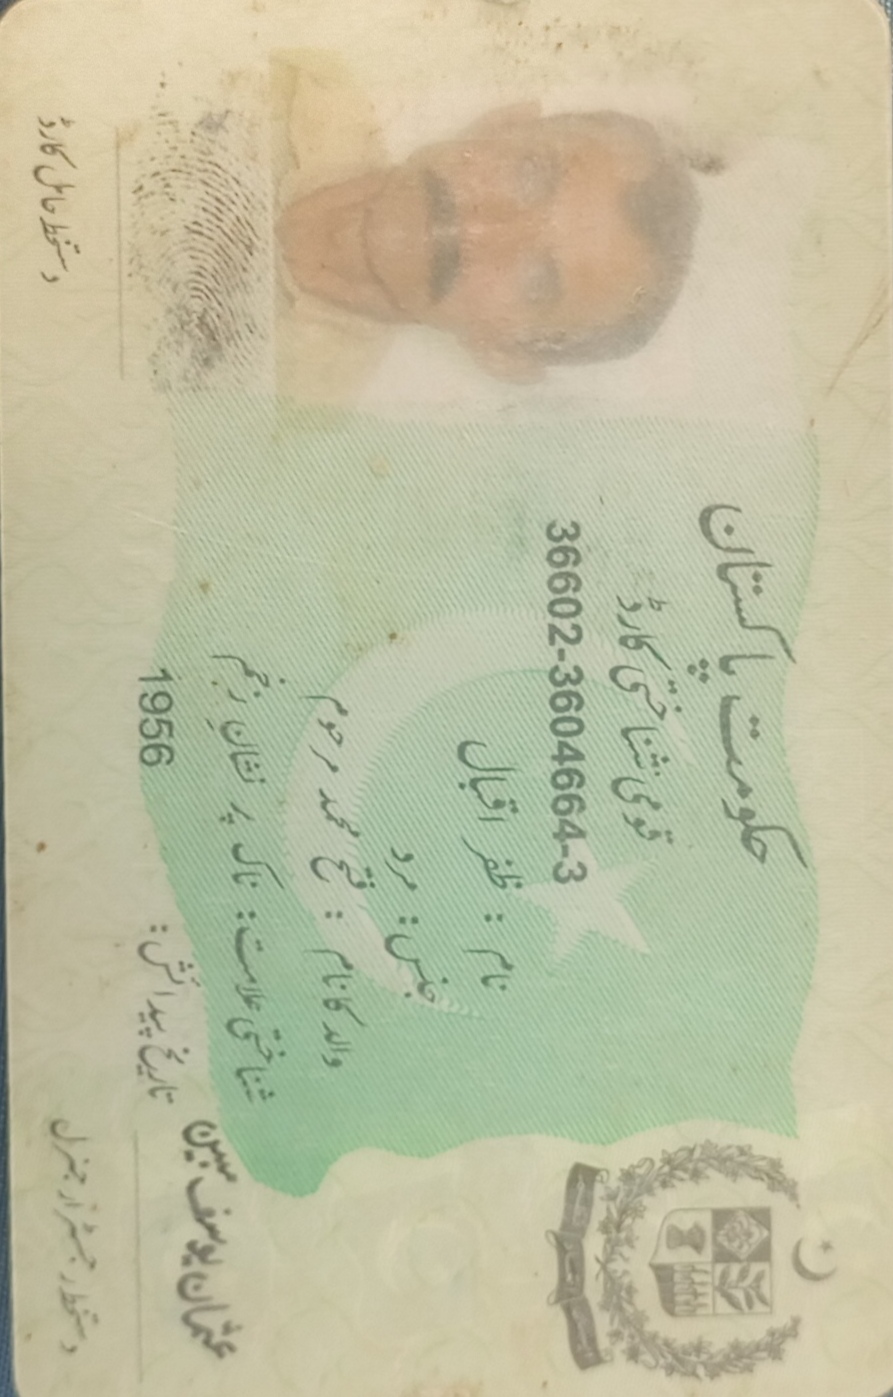 حکومت پاکستان
قومی شناختی کارڈ
36602-3604664-3
نام : ظفر اقبال
جنس: مرد
والد کا نام : فتح محمد مرحوم
شناختی علامت: ناک پر نشانِ زخم
تاریخ پیدائش : 1956
عثمان یوسف مبین
دستخط رجسٹرار جنرل
دستخط حامل کارڈ